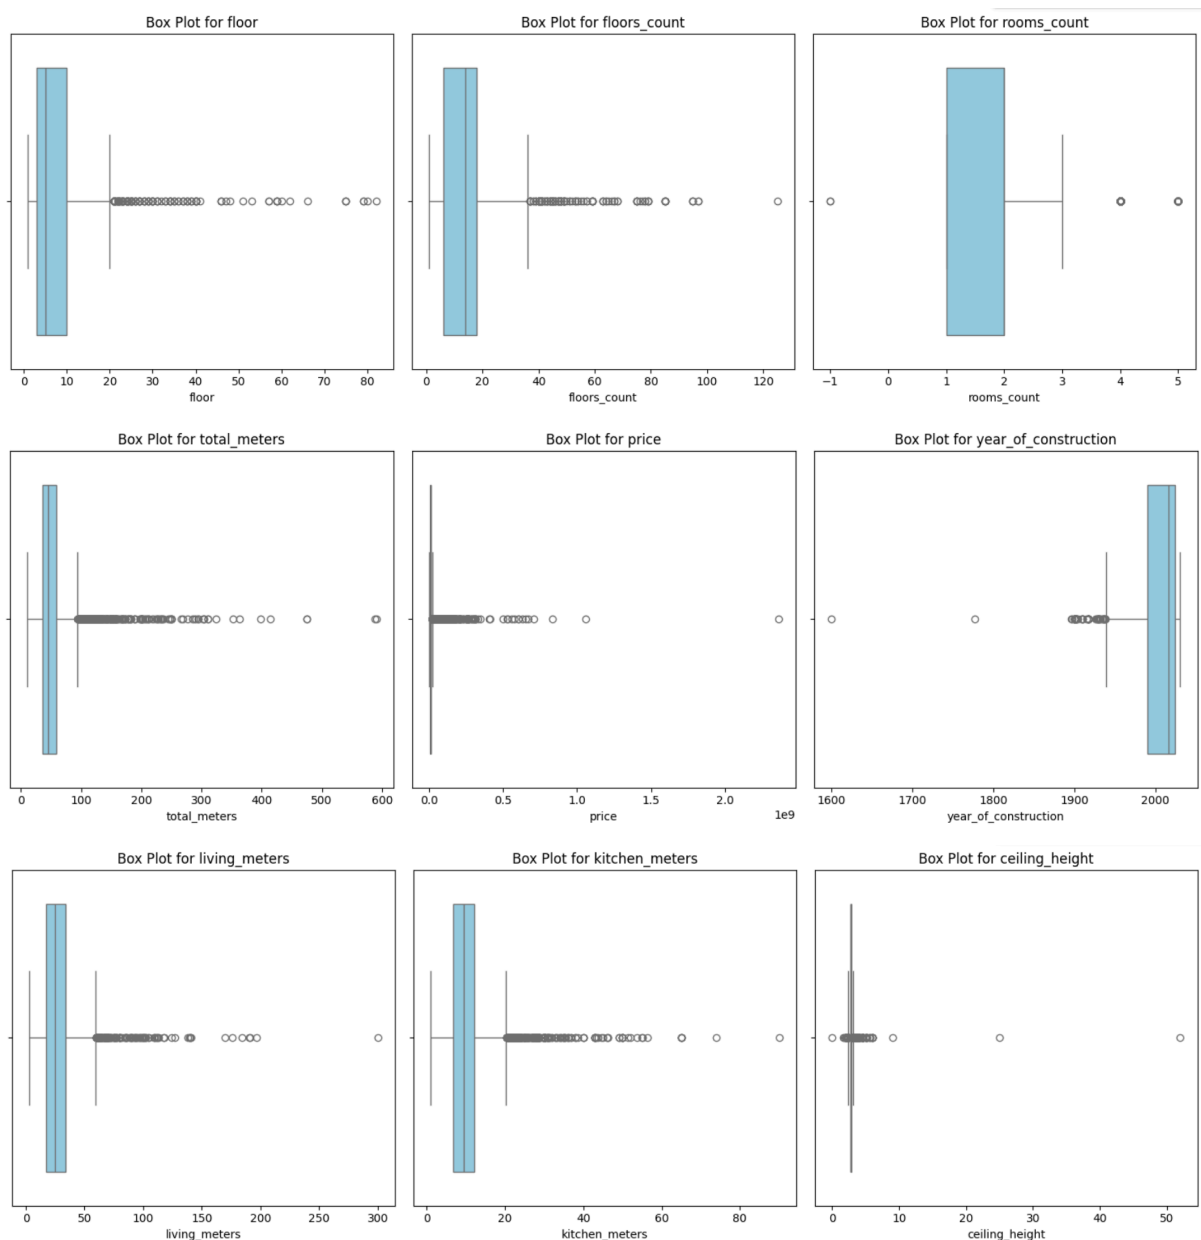 Box Plot for floor
0 10 20 30 40 50 60 70 80
floor
Box Plot for floors_count
0 20 40 60 80 100 120
floors_count
Box Plot for rooms_count
−1 0 1 2 3 4 5
rooms_count
Box Plot for total_meters
0 100 200 300 400 500 600
total_meters
Box Plot for price
0.0 0.5 1.0 1.5 2.0
1e9
price
Box Plot for year_of_construction
1600 1700 1800 1900 2000
year_of_construction
Box Plot for living_meters
0 50 100 150 200 250 300
living_meters
Box Plot for kitchen_meters
0 20 40 60 80
kitchen_meters
Box Plot for ceiling_height
0 10 20 30 40 50
ceiling_height